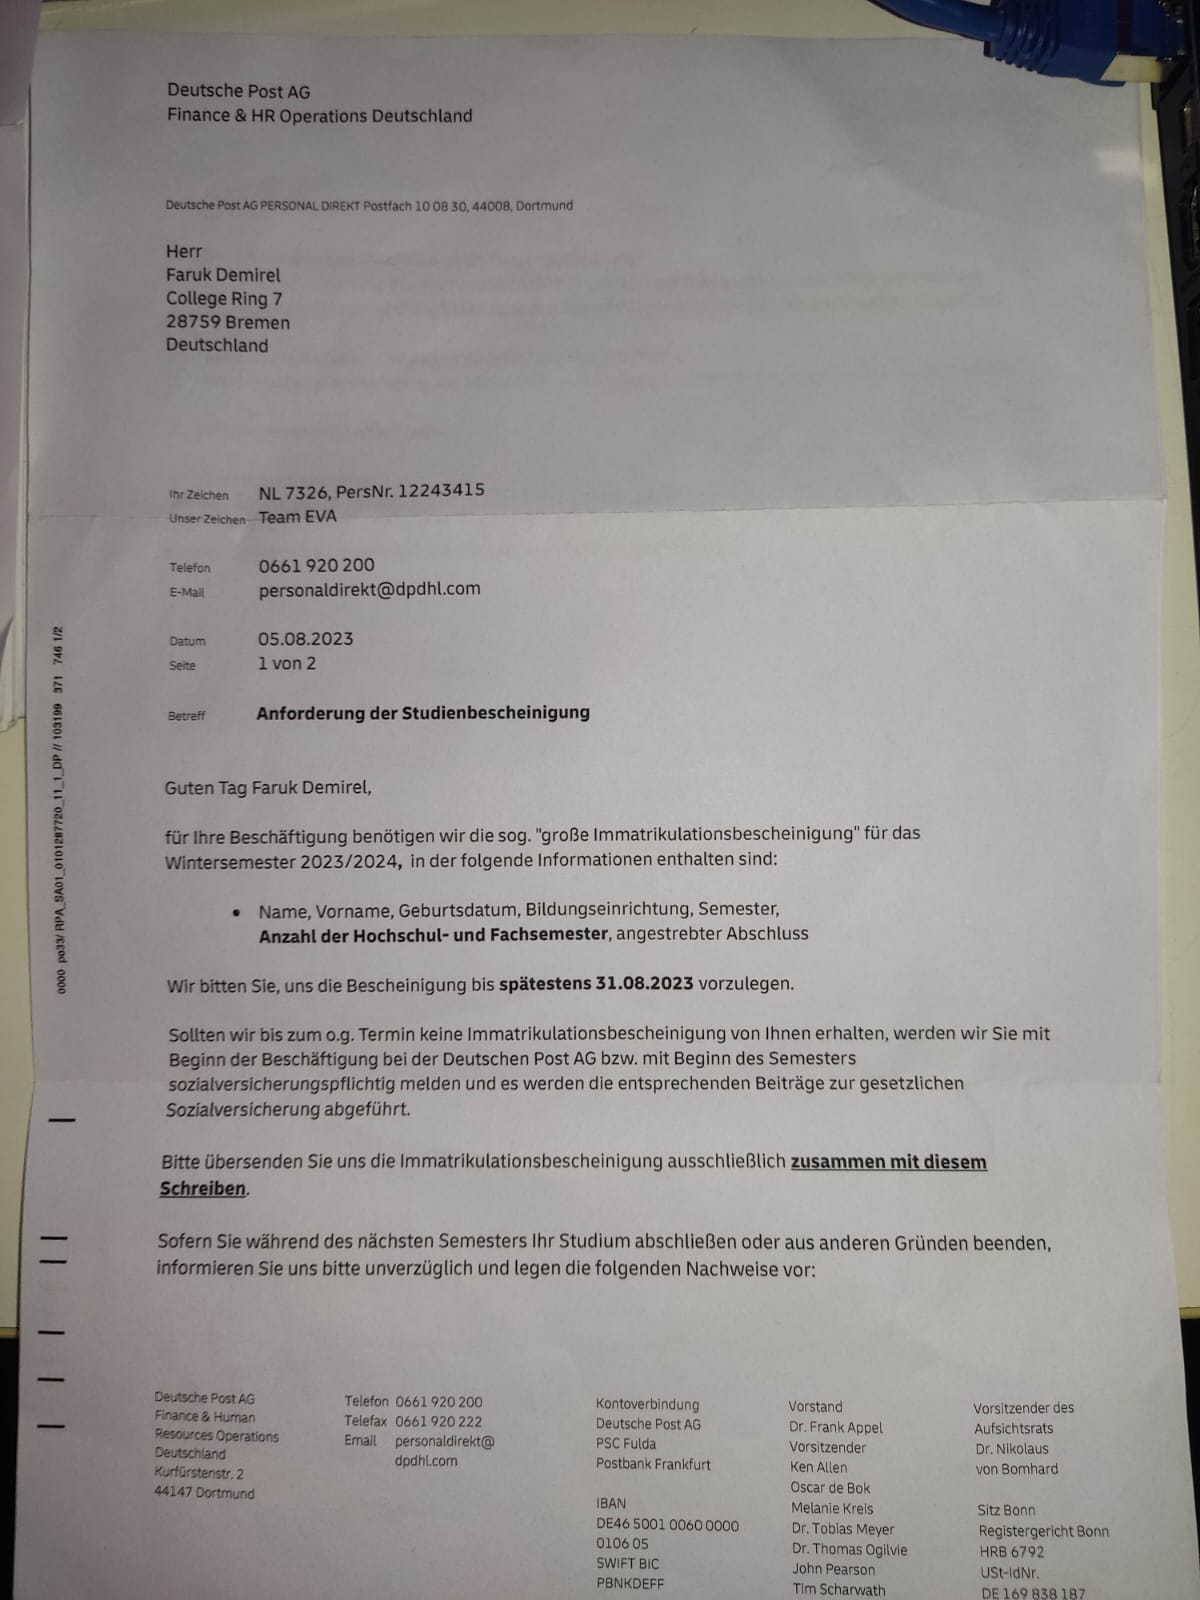 Deutsche Post AG
Finance & HR Operations Deutschland
Deutsche Post AG PERSONAL DIREKT Postfach 10 08 30, 44008, Dortmund
Herr
Faruk Demirel
College Ring 7
28759 Bremen
Deutschland
Ihr Zeichen NL 7326, PersNr. 12243415
Unser Zeichen Team EVA
Telefon 0661 920 200
E-Mail personaldirekt@dpdhl.com
Datum 05.08.2023
Seite 1 von 2
Betreff Anforderung der Studienbescheinigung
Guten Tag Faruk Demirel,
für Ihre Beschäftigung benötigen wir die sog. "große Immatrikulationsbescheinigung" für das
Wintersemester 2023/2024, in der folgende Informationen enthalten sind:
• Name, Vorname, Geburtsdatum, Bildungseinrichtung, Semester,
Anzahl der Hochschul- und Fachsemester, angestrebter Abschluss
Wir bitten Sie, uns die Bescheinigung bis spätestens 31.08.2023 vorzulegen.
Sollten wir bis zum o.g. Termin keine Immatrikulationsbescheinigung von Ihnen erhalten, werden wir Sie mit
Beginn der Beschäftigung bei der Deutschen Post AG bzw. mit Beginn des Semesters
sozialversicherungspflichtig melden und es werden die entsprechenden Beiträge zur gesetzlichen
Sozialversicherung abgeführt.
Bitte übersenden Sie uns die Immatrikulationsbescheinigung ausschließlich zusammen mit diesem
Schreiben.
Sofern Sie während des nächsten Semesters Ihr Studium abschließen oder aus anderen Gründen beenden,
informieren Sie uns bitte unverzüglich und legen die folgenden Nachweise vor:
0000 po33/ RPA_SA01_0101287720_11_1_DP // 103199 371 746 1/2
Deutsche Post AG
Finance & Human
Resources Operations
Deutschland
Kurfürstenstr. 2
44147 Dortmund
Telefon 0661 920 200
Telefax 0661 920 222
Email personaldirekt@
dpdhl.com
Kontoverbindung
Deutsche Post AG
PSC Fulda
Postbank Frankfurt
IBAN
DE46 5001 0060 0000
0106 05
SWIFT BIC
PBNKDEFF
Vorstand
Dr. Frank Appel
Vorsitzender
Ken Allen
Oscar de Bok
Melanie Kreis
Dr. Tobias Meyer
Dr. Thomas Ogilvie
John Pearson
Tim Scharwath
Vorsitzender des
Aufsichtsrats
Dr. Nikolaus
von Bomhard
Sitz Bonn
Registergericht Bonn
HRB 6792
USt-IdNr.
DE 169 838 187